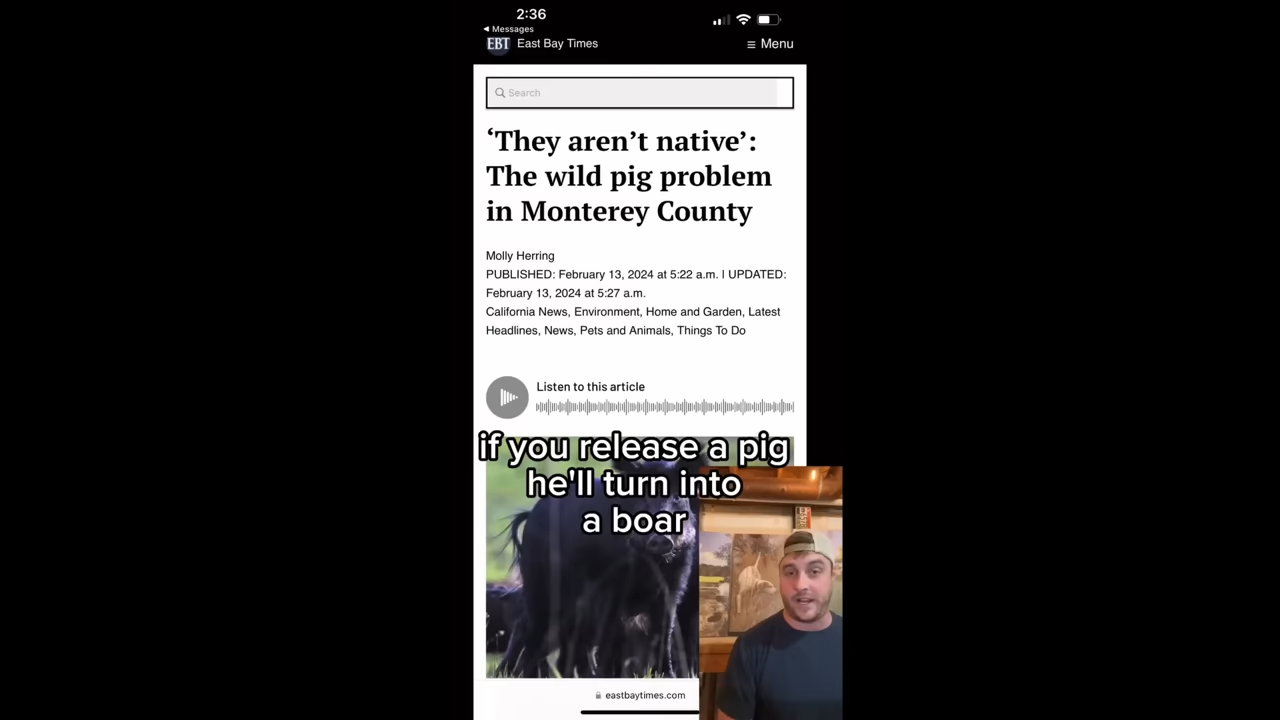 2:36
◀ Messages
EBT East Bay Times
≡ Menu
Search
‘They aren’t native’:
The wild pig problem
in Monterey County
Molly Herring
PUBLISHED: February 13, 2024 at 5:22 a.m. | UPDATED:
February 13, 2024 at 5:27 a.m.
California News, Environment, Home and Garden, Latest
Headlines, News, Pets and Animals, Things To Do
Listen to this article
if you release a pig
he'll turn into
a boar
eastbaytimes.com